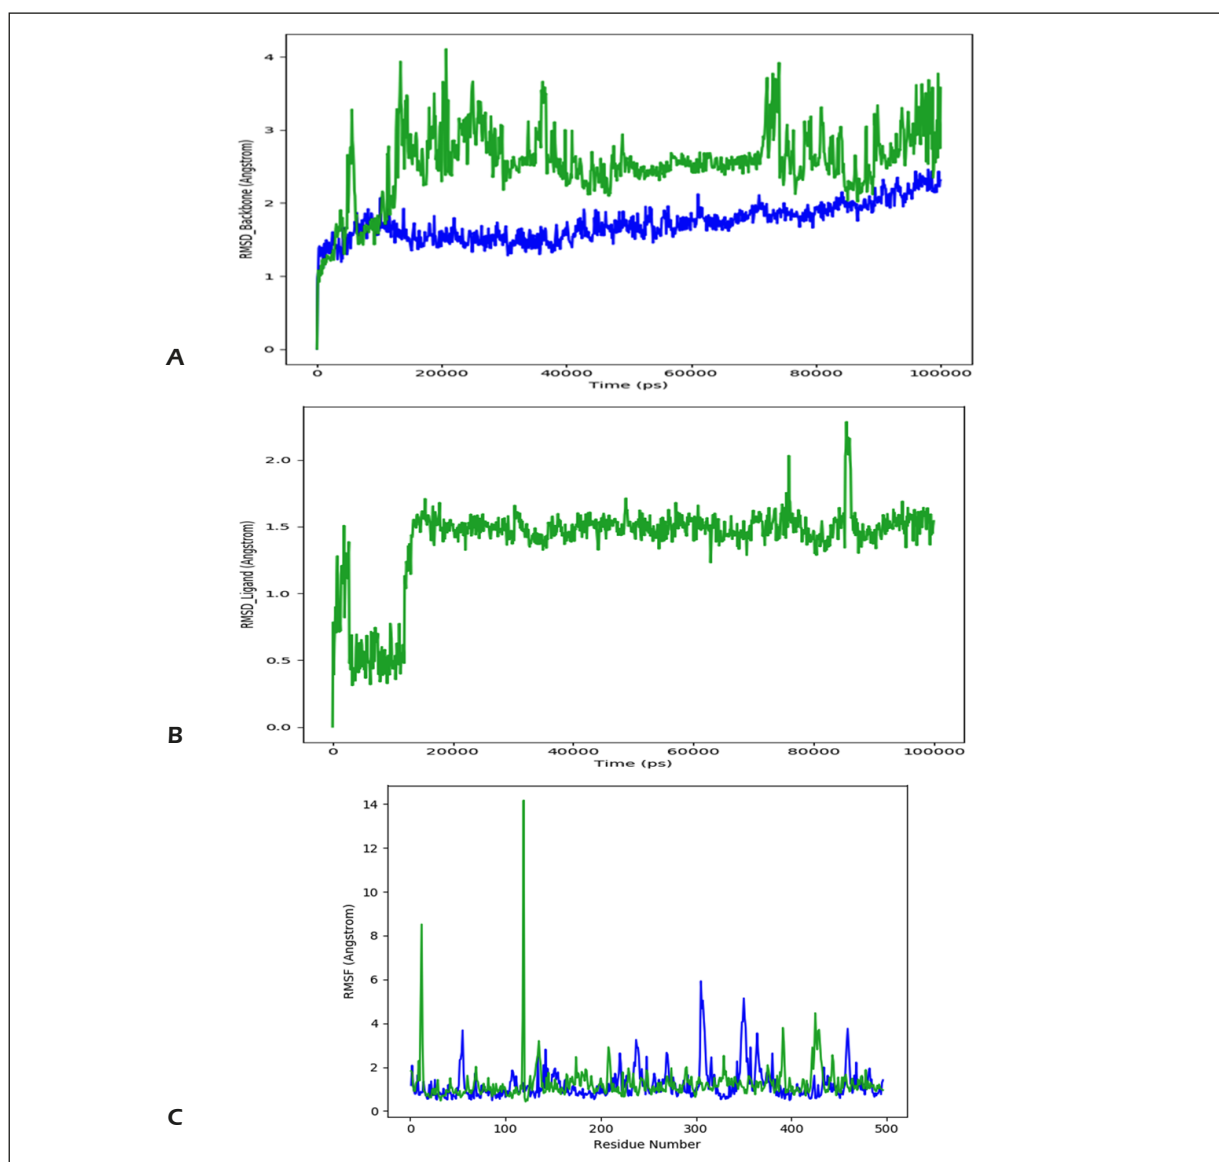 4
3
2
1
0
RMSD_Backbone (Angstrom)
0 20000 40000 60000 80000 100000
Time (ps)
A
2.0
1.5
1.0
0.5
0.0
RMSD_Ligand (Angstrom)
0 20000 40000 60000 80000 100000
Time (ps)
B
14
12
10
8
6
4
2
0
RMSF (Angstrom)
0 100 200 300 400 500
Residue Number
C